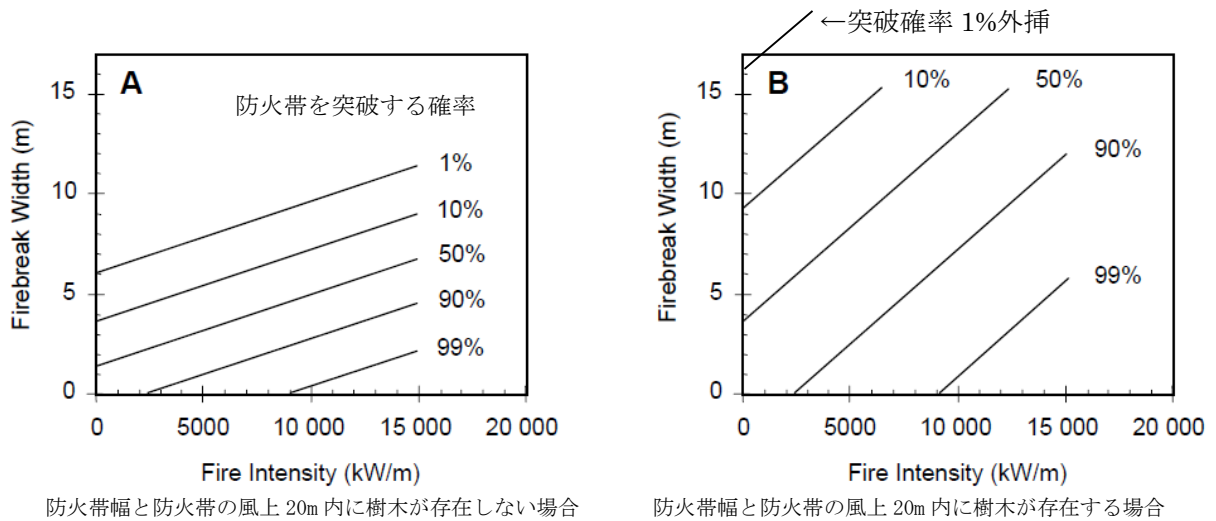 ←突破確率 1%外挿
A
防火帯を突破する確率
Firebreak Width (m)
15
10
5
0
1%
10%
50%
90%
99%
0 5000 10 000 15 000 20 000
Fire Intensity (kW/m)
防火帯幅と防火帯の風上 20m 内に樹木が存在しない場合
B
Firebreak Width (m)
15
10
5
0
10%
50%
90%
99%
0 5000 10 000 15 000 20 000
Fire Intensity (kW/m)
防火帯幅と防火帯の風上 20m 内に樹木が存在する場合